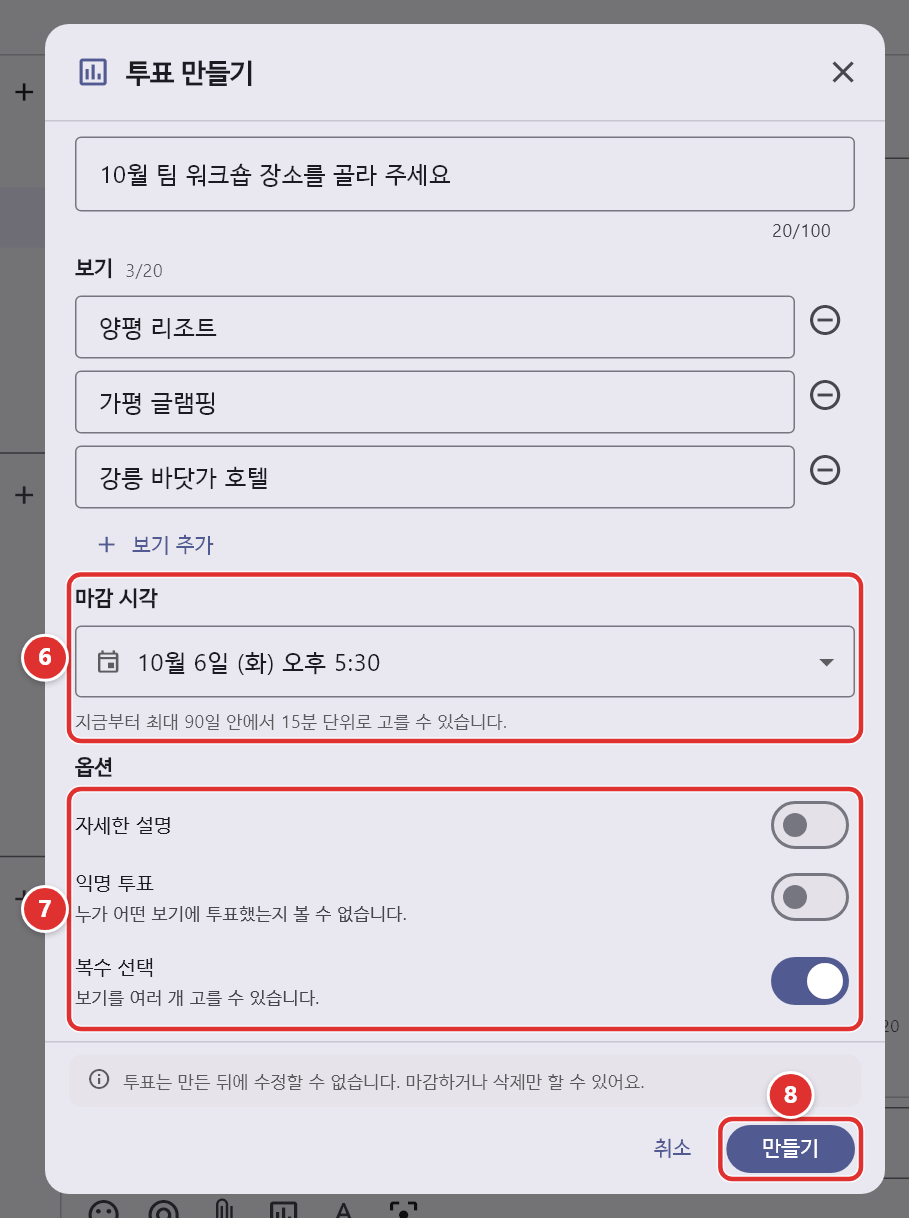 투표 만들기
10월 팀 워크숍 장소를 골라 주세요
20/100
보기 3/20
양평 리조트
가평 글램핑
강릉 바닷가 호텔
+ 보기 추가
마감 시각
6
10월 6일 (화) 오후 5:30
지금부터 최대 90일 안에서 15분 단위로 고를 수 있습니다.
옵션
자세한 설명
익명 투표
7
누가 어떤 보기에 투표했는지 볼 수 없습니다.
복수 선택
보기를 여러 개 고를 수 있습니다.
20
투표는 만든 뒤에 수정할 수 없습니다. 마감하거나 삭제만 할 수 있어요.
8
취소
만들기